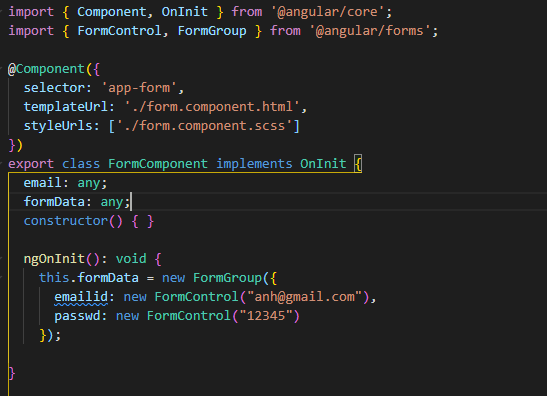 import { Component, OnInit } from '@angular/core';
import { FormControl, FormGroup } from '@angular/forms';
@Component({
selector: 'app-form',
templateUrl: './form.component.html',
styleUrls: ['./form.component.scss']
})
export class FormComponent implements OnInit {
email: any;
formData: any;
constructor() { }
ngOnInit(): void {
this.formData = new FormGroup({
emailid: new FormControl("anh@gmail.com"),
passwd: new FormControl("12345")
});
}